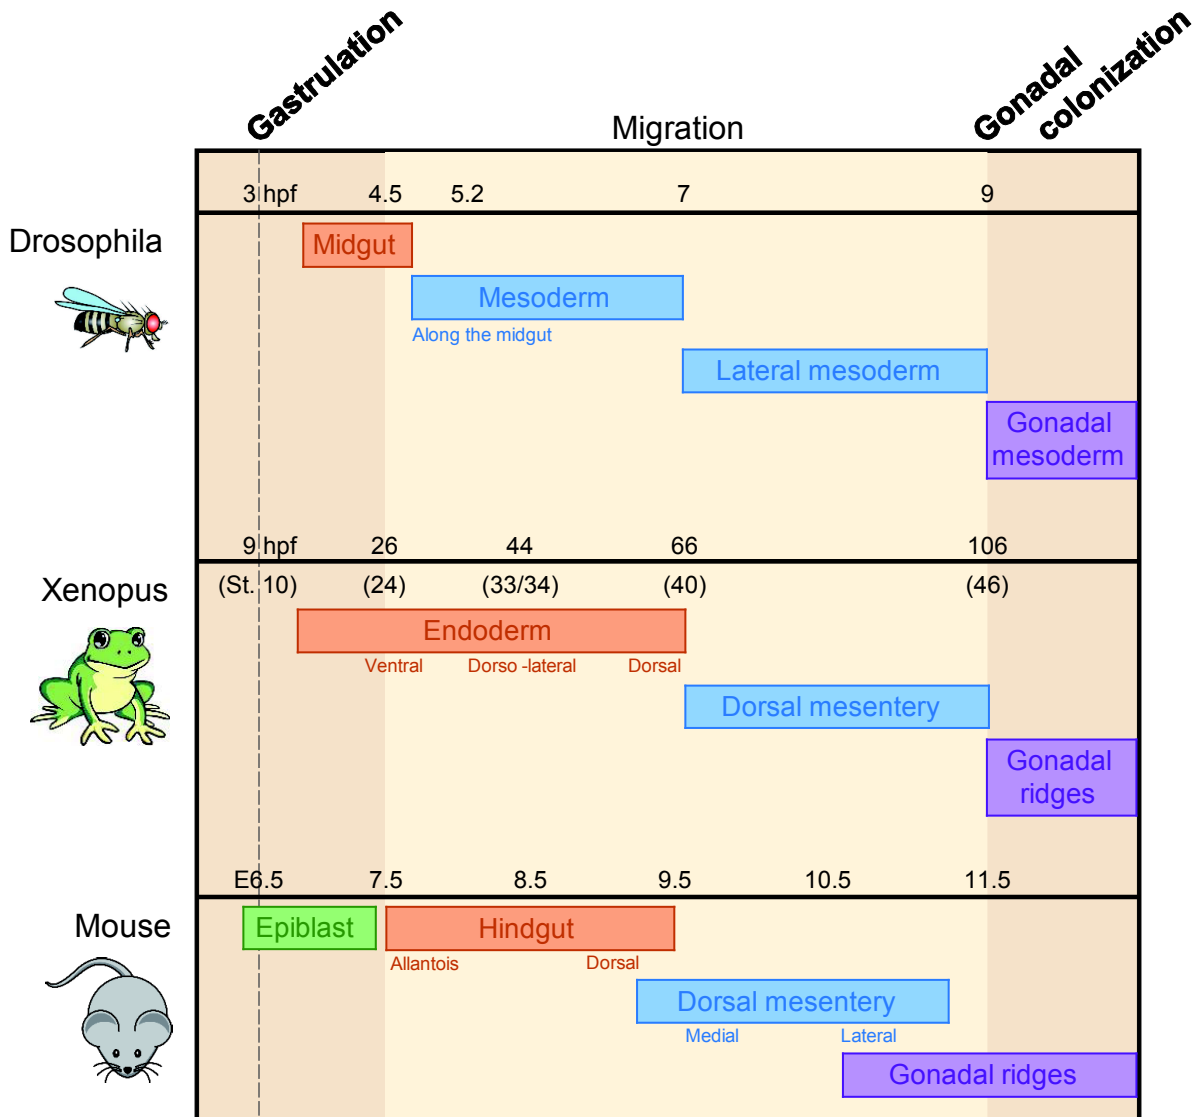 Gastrulation
Gonadal
colonization
Migration
3 hpf 4.5 5.2 7 9
Drosophila
Midgut
Mesoderm
Along the midgut
Lateral mesoderm
Gonadal
mesoderm
9 hpf 26 44 66 106
Xenopus
(St. 10) (24) (33/34) (40) (46)
Endoderm
Ventral Dorso -lateral Dorsal
Dorsal mesentery
Gonadal
ridges
E6.5 7.5 8.5 9.5 10.5 11.5
Mouse
Epiblast Hindgut
Allantois Dorsal
Dorsal mesentery
Medial Lateral
Gonadal ridges